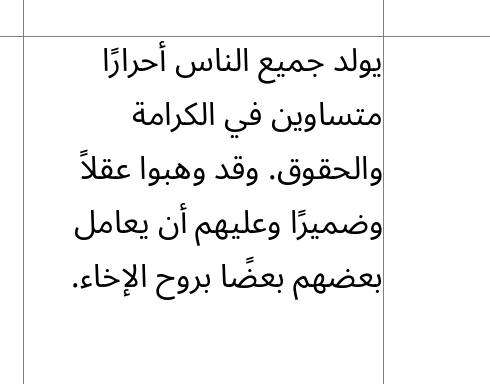 يولد جميع الناس أحرارًا
متساوين في الكرامة
والحقوق. وقد وهبوا عقلاً
وضميرًا وعليهم أن يعامل
بعضهم بعضًا بروح الإخاء.